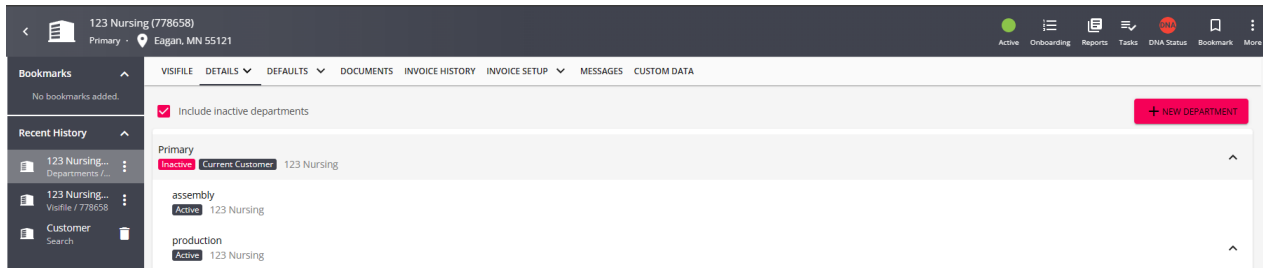 123 Nursing (778658)
Primary · Eagan, MN 55121
Active Onboarding Reports Tasks DNA DNA Status Bookmark More
Bookmarks
No bookmarks added.
Recent History
123 Nursing...
Departments /...
123 Nursing...
Visifile / 778658
Customer
Search
VISIFILE DETAILS DEFAULTS DOCUMENTS INVOICE HISTORY INVOICE SETUP MESSAGES CUSTOM DATA
Include inactive departments
+ NEW DEPARTMENT
Primary
Inactive Current Customer 123 Nursing
assembly
Active 123 Nursing
production
Active 123 Nursing